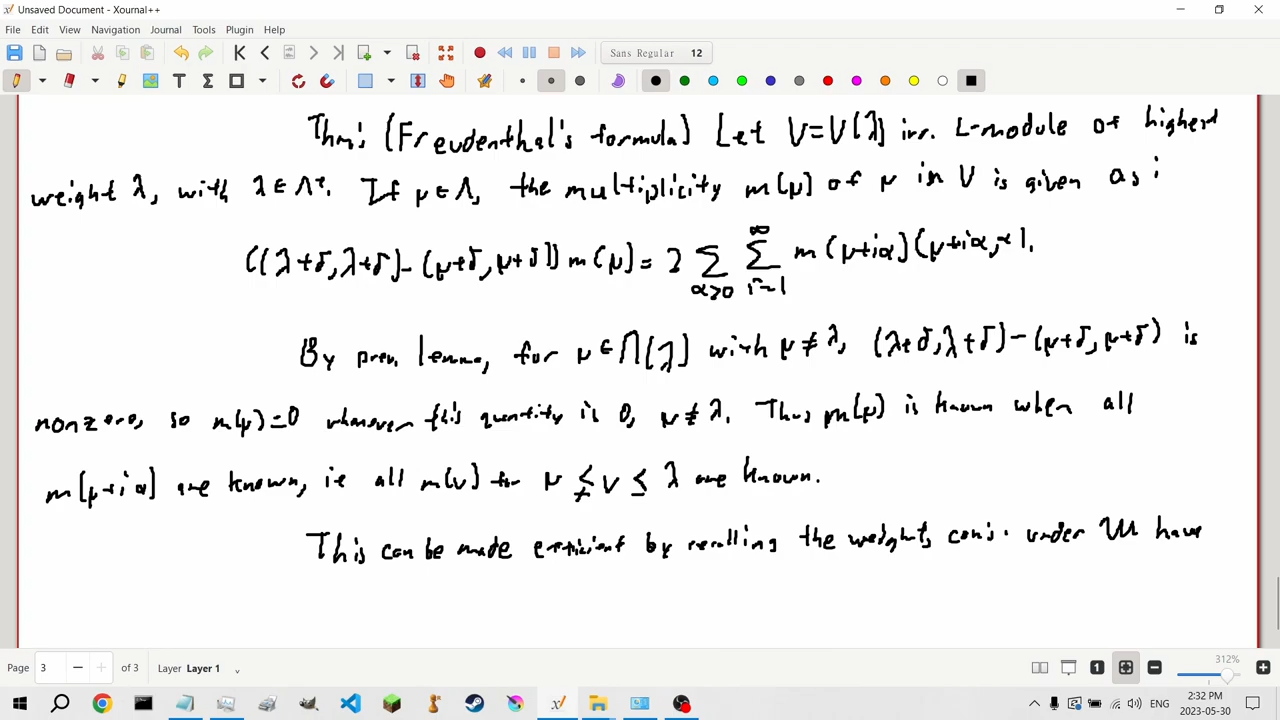 Unsaved Document - Xournal++
File Edit View Navigation Journal Tools Plugin Help
Sans Regular 12
Thm: (Freudenthal's formula) Let V=V(λ) irr. L-module of highest
weight λ, with λ∈Λ⁺. If μ∈Λ, the multiplicity m(μ) of μ in V is given as:
((λ+δ,λ+δ)-(μ+δ,μ+δ)) m(μ) = 2 ∑_{α>0} ∑_{i=1}^{∞} m(μ+iα)(μ+iα,α).
By prev. lemma, for μ∈Π(λ) with μ≠λ, (λ+δ,λ+δ)-(μ+δ,μ+δ) is
nonzero, so m(μ)=0 whenever this quantity is 0, μ≠λ. Thus m(μ) is known when all
m(μ+iα) are known, ie all m(ν) for μ ≨ ν ≤ λ are known.
This can be made efficient by recalling the weights conj. under W have
Page 3 of 3 Layer Layer 1
312%
1
ENG
2:32 PM
2023-05-30